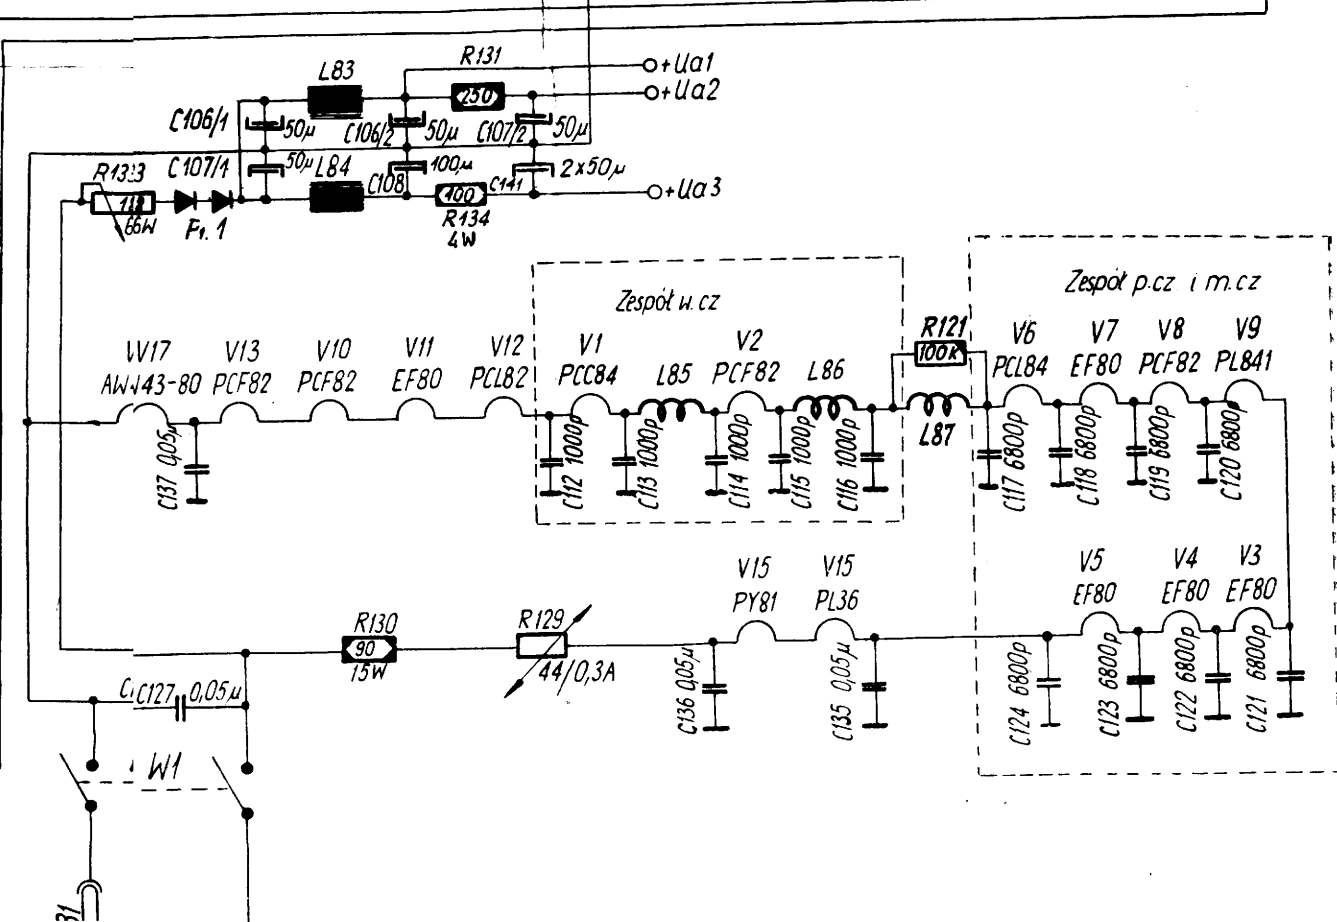 R131
L83
+Ua1
250
+Ua2
C106/1
50µ
C106/2
50µ
C107/2
50µ
C107/1
50µ
L84
100µ
2x50µ
R133
C108
C141
66W
100
+Ua3
R134
4W
Zespół w.cz
Zespół p.cz i m.cz
V17
AW43-80
V13
PCF82
V10
PCF82
V11
EF80
V12
PCL82
V1
PCC84
L85
V2
PCF82
L86
R121
100k
L87
V6
PCL84
V7
EF80
V8
PCF82
V9
PL841
C137 0,05µ
C112 1000p
C113 1000p
C114 1000p
C115 1000p
C116 1000p
C117 6800p
C118 6800p
C119 6800p
C120 6800p
V15
PY81
V15
PL36
V5
EF80
V4
EF80
V3
EF80
R130
90
15W
R129
44/0,3A
C136 0,05µ
C135 0,05µ
C124 6800p
C123 6800p
C122 6800p
C121 6800p
C127 0,05µ
W1